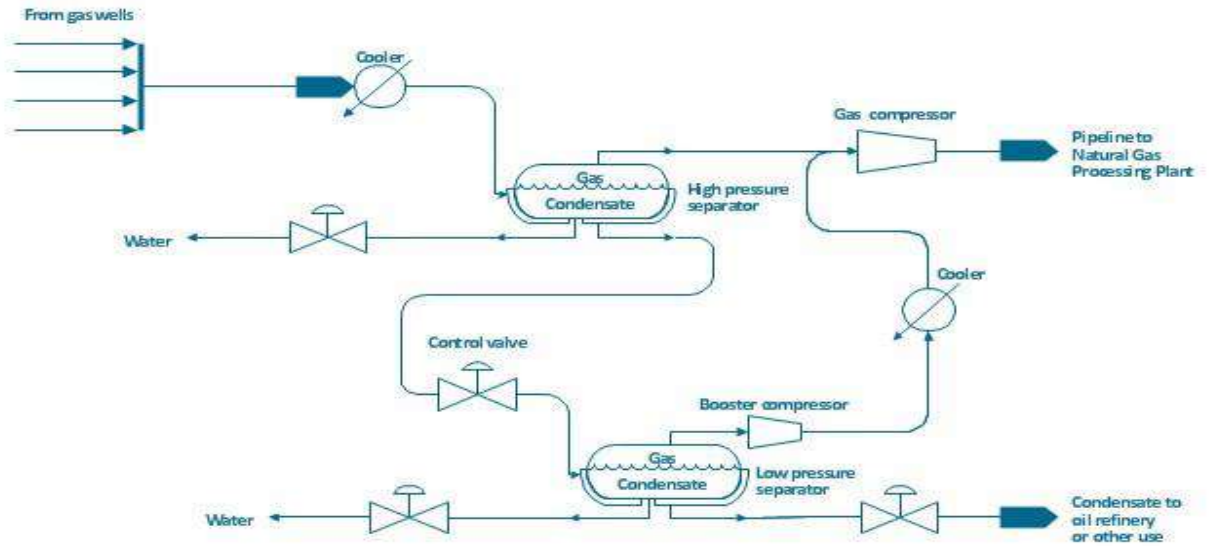 From gas wells
Cooler
Gas compressor
Pipeline to
Natural Gas
Processing Plant
Gas
Condensate
High pressure
separator
Water
Cooler
Control valve
Booster compressor
Gas
Condensate
Low pressure
separator
Water
Condensate to
oil refinery
or other use